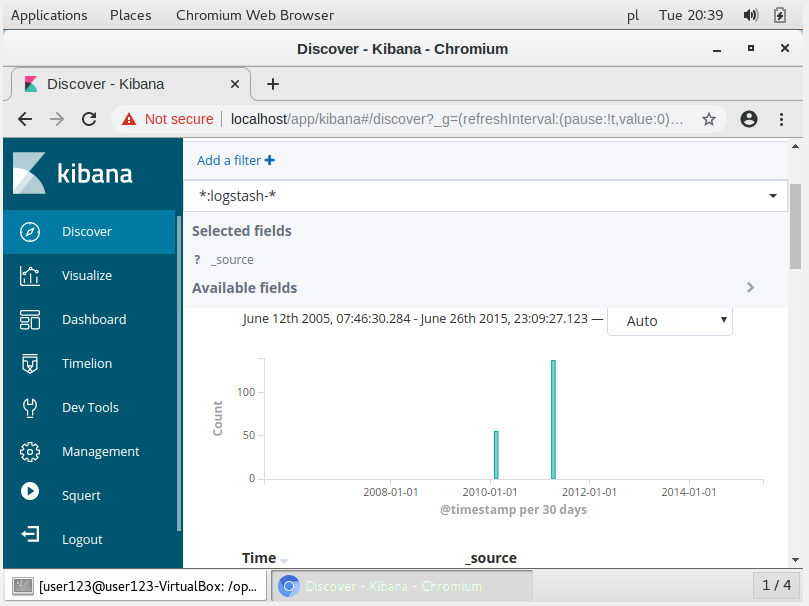 Applications Places Chromium Web Browser pl Tue 20:39
Discover - Kibana - Chromium
Discover - Kibana
Not secure localhost/app/kibana#/discover?_g=(refreshInterval:(pause:!t,value:0)...
kibana
Add a filter +
*:logstash-*
Discover
Selected fields
? _source
Visualize
Available fields
June 12th 2005, 07:46:30.284 - June 26th 2015, 23:09:27.123 — Auto
Dashboard
Timelion
Dev Tools
Management
Squert
Logout
Count
100
50
0
2008-01-01 2010-01-01 2012-01-01 2014-01-01
@timestamp per 30 days
Time _source
[user123@user123-VirtualBox: /op... Discover - Kibana - Chromium 1 / 4